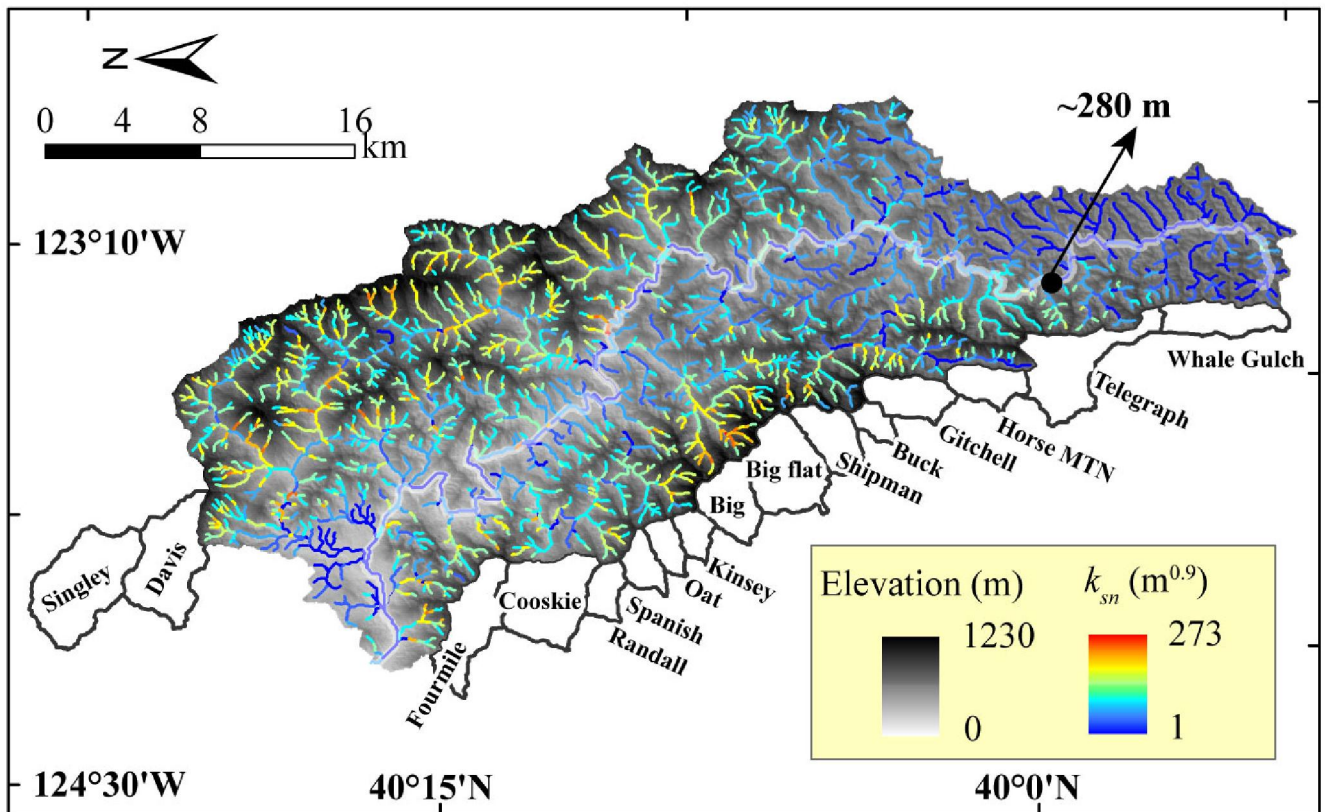 N
0 4 8 16
km
~280 m
123°10'W
Whale Gulch
Telegraph
Horse MTN
Gitchell
Buck
Shipman
Big flat
Big
Kinsey
Oat
Spanish
Randall
Cooskie
Fourmile
Davis
Singley
Elevation (m)
1230
0
k_sn (m^0.9)
273
1
124°30'W
40°15'N
40°0'N